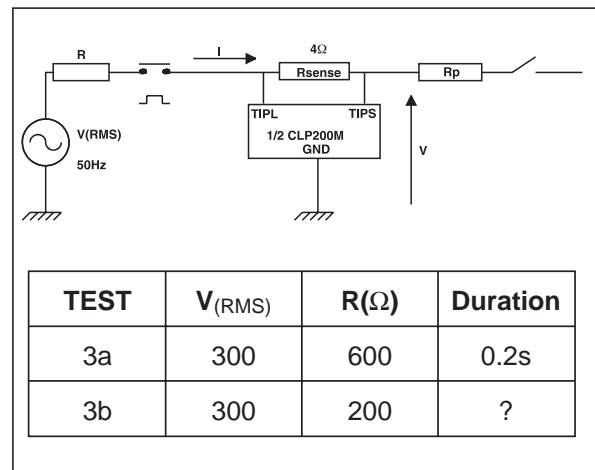 R
I
4Ω
Rsense
Rp
TIPL
TIPS
1/2 CLP200M
GND
V(RMS)
50Hz
V
TEST V(RMS) R(Ω) Duration
3a 300 600 0.2s
3b 300 200 ?